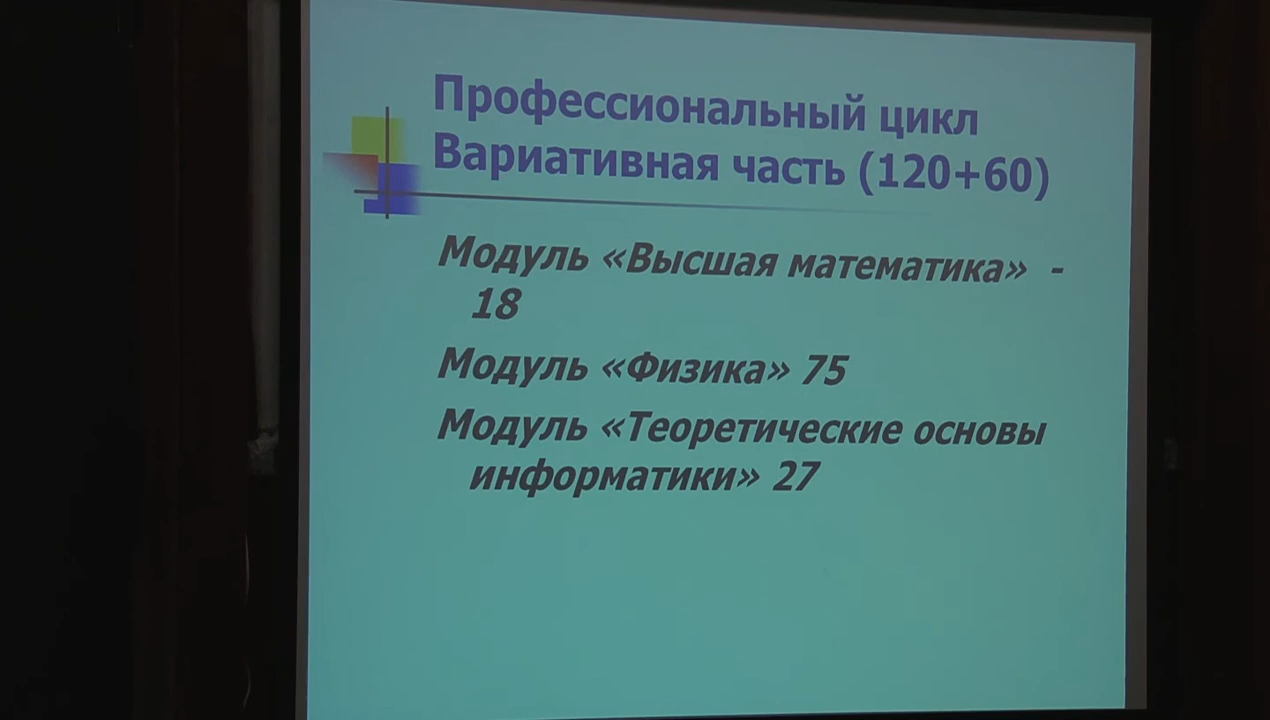 Профессиональный цикл
Вариативная часть (120+60)
Модуль «Высшая математика» -
18
Модуль «Физика» 75
Модуль «Теоретические основы
информатики» 27